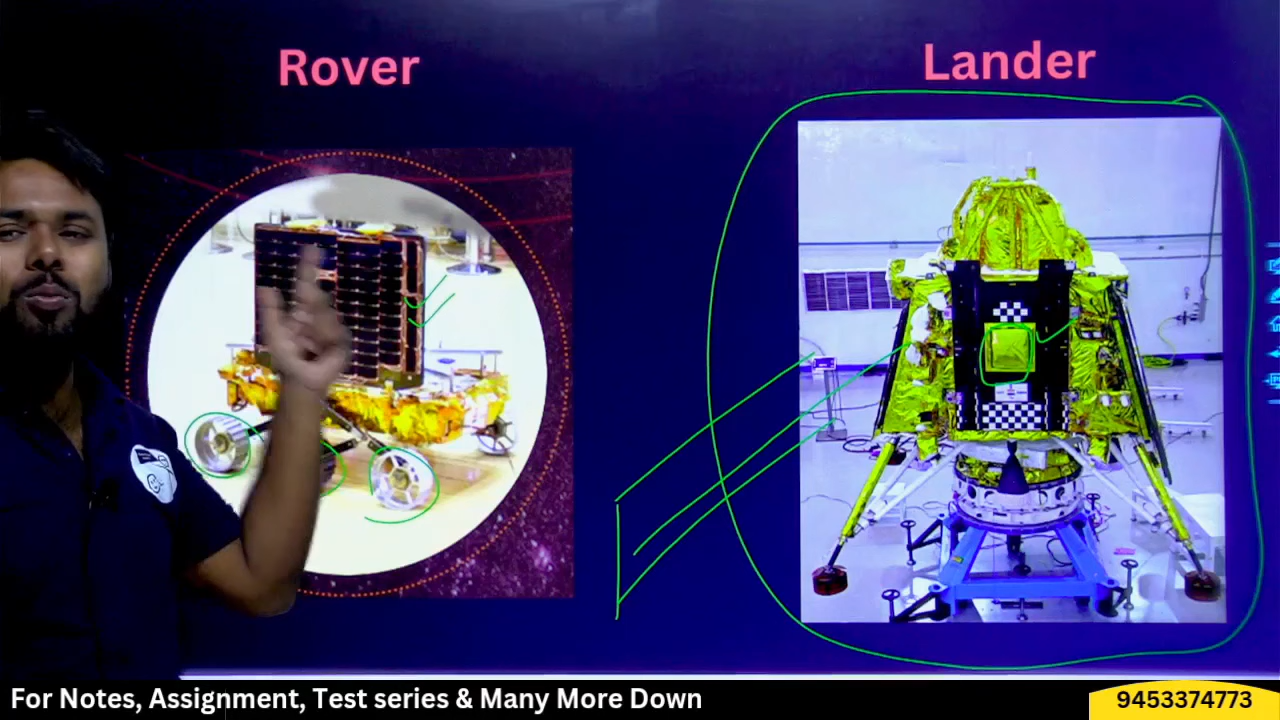 Rover
Lander
For Notes, Assignment, Test series & Many More Down
9453374773